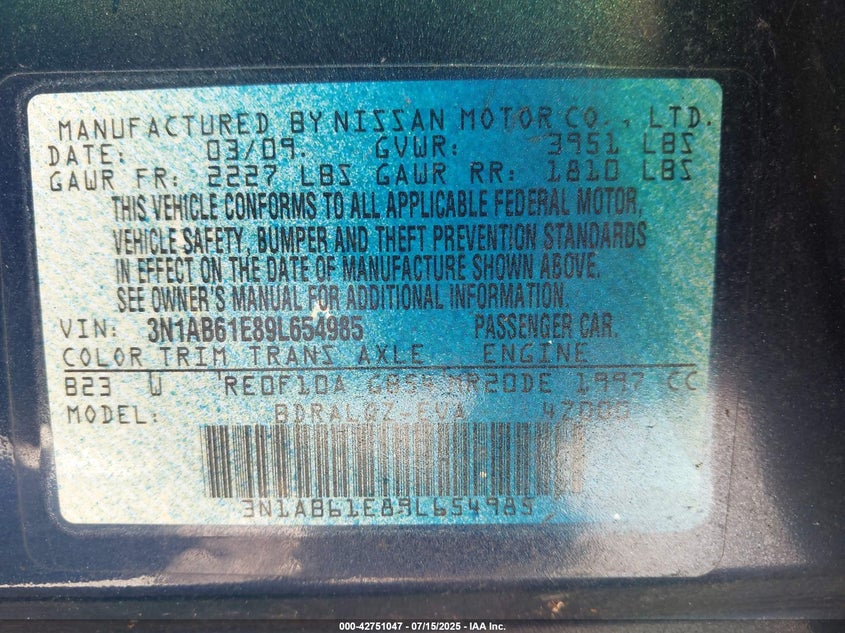 MANUFACTURED BY NISSAN MOTOR CO., LTD.
DATE: 03/09. GVWR: 3951 LBS
GAWR FR: 2227 LBS GAWR RR: 1810 LBS
THIS VEHICLE CONFORMS TO ALL APPLICABLE FEDERAL MOTOR,
VEHICLE SAFETY, BUMPER AND THEFT PREVENTION STANDARDS
IN EFFECT ON THE DATE OF MANUFACTURE SHOWN ABOVE.
SEE OWNER'S MANUAL FOR ADDITIONAL INFORMATION.
VIN: 3N1AB61E89L654985 PASSENGER CAR.
COLOR TRIM TRANS AXLE ENGINE
B23 W RE0F10A MR20DE 1997 CC
MODEL:
3N1AB61E89L654985
000-42751047 - 07/15/2025 - IAA Inc.